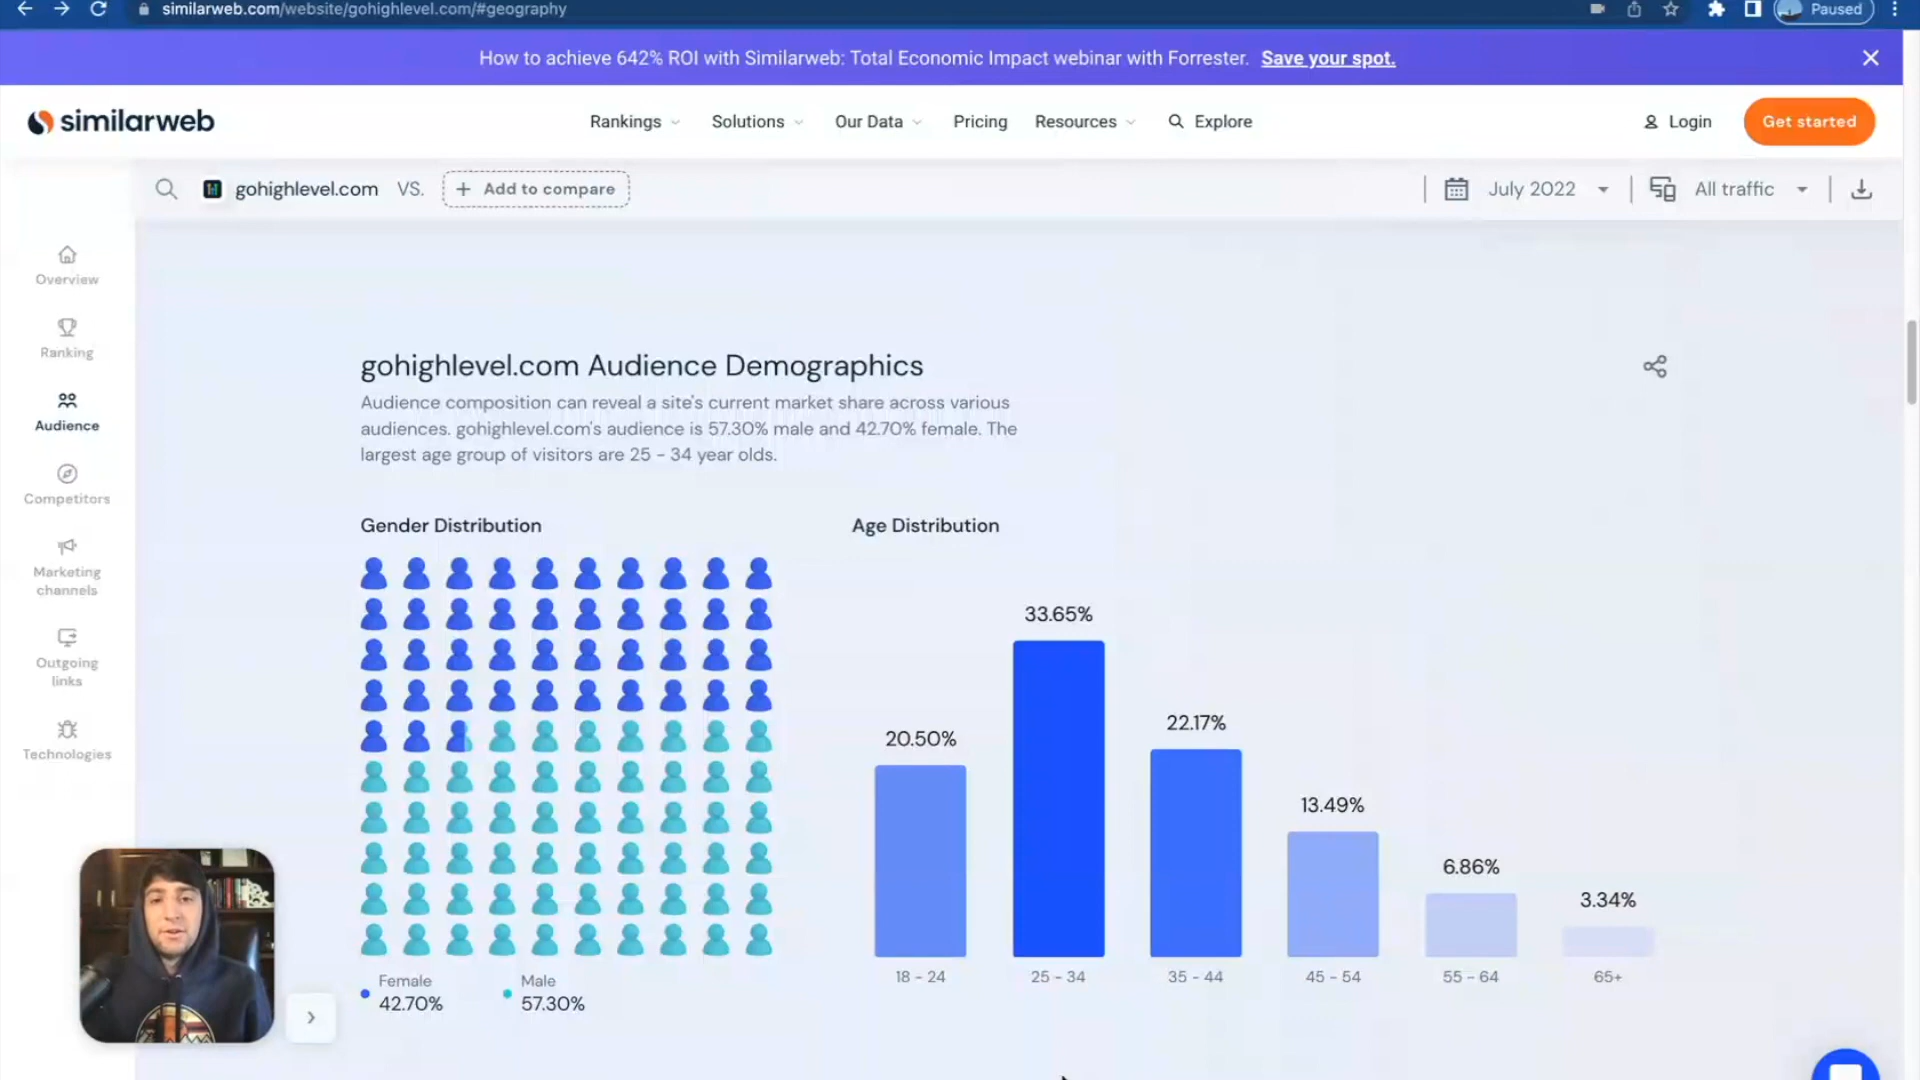 similarweb.com/website/gohighlevel.com/#geography
Paused
How to achieve 642% ROI with Similarweb: Total Economic Impact webinar with Forrester. Save your spot.
similarweb
Rankings
Solutions
Our Data
Pricing
Resources
Explore
Login
Get started
gohighlevel.com
VS.
+ Add to compare
July 2022
All traffic
Overview
Ranking
Audience
Competitors
Marketing
channels
Outgoing
links
Technologies
gohighlevel.com Audience Demographics
Audience composition can reveal a site's current market share across various
audiences. gohighlevel.com's audience is 57.30% male and 42.70% female. The
largest age group of visitors are 25 - 34 year olds.
Gender Distribution
Female
42.70%
Male
57.30%
Age Distribution
20.50%
33.65%
22.17%
13.49%
6.86%
3.34%
18 - 24
25 - 34
35 - 44
45 - 54
55 - 64
65+